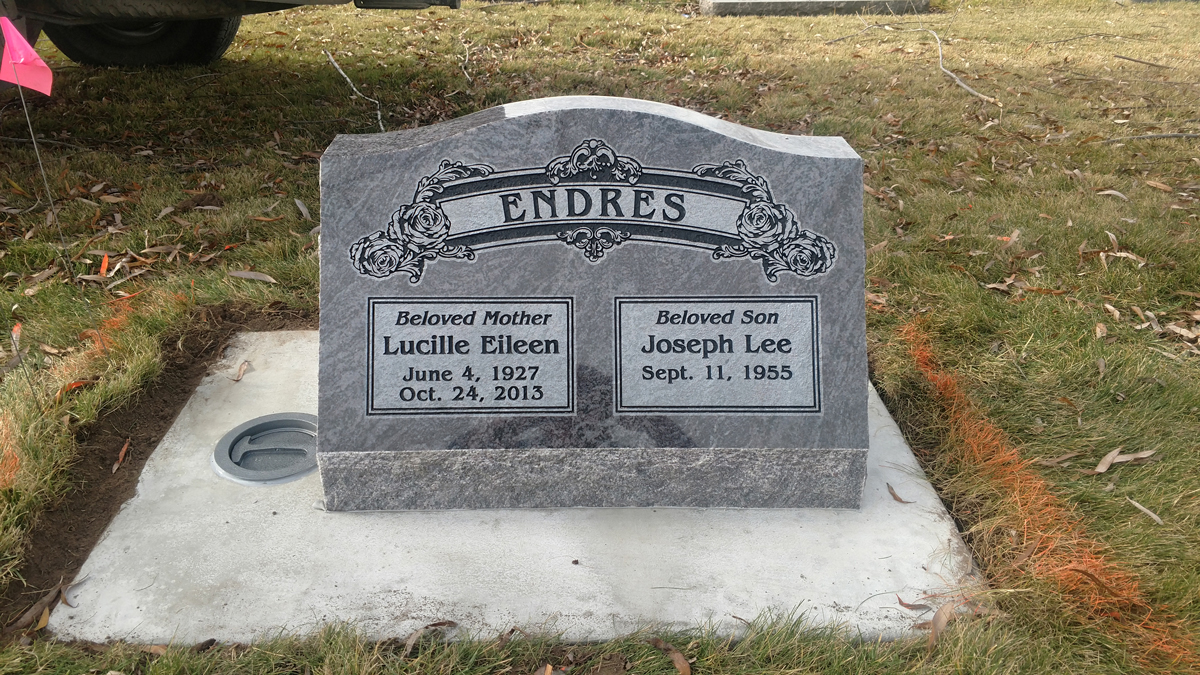 ENDRES
Beloved Mother
Lucille Eileen
June 4, 1927
Oct. 24, 2013
Beloved Son
Joseph Lee
Sept. 11, 1955